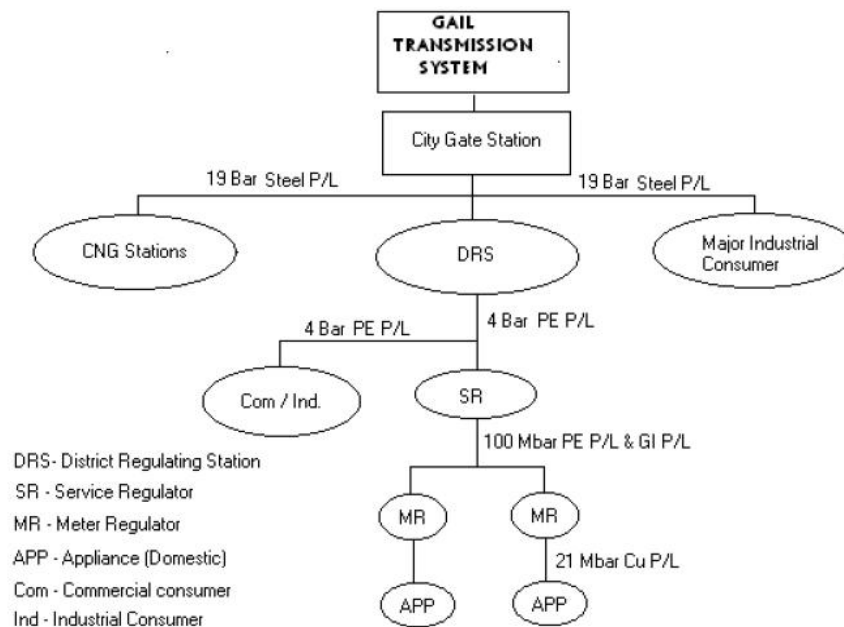 GAIL
TRANSMISSION
SYSTEM
City Gate Station
19 Bar Steel P/L
19 Bar Steel P/L
CNG Stations
DRS
Major Industrial
Consumer
4 Bar PE P/L
4 Bar PE P/L
Com / Ind.
SR
100 Mbar PE P/L & GI P/L
DRS- District Regulating Station
SR - Service Regulator
MR - Meter Regulator
APP - Appliance (Domestic)
Com - Commercial consumer
Ind - Industrial Consumer
MR
MR
21 Mbar Cu P/L
APP
APP